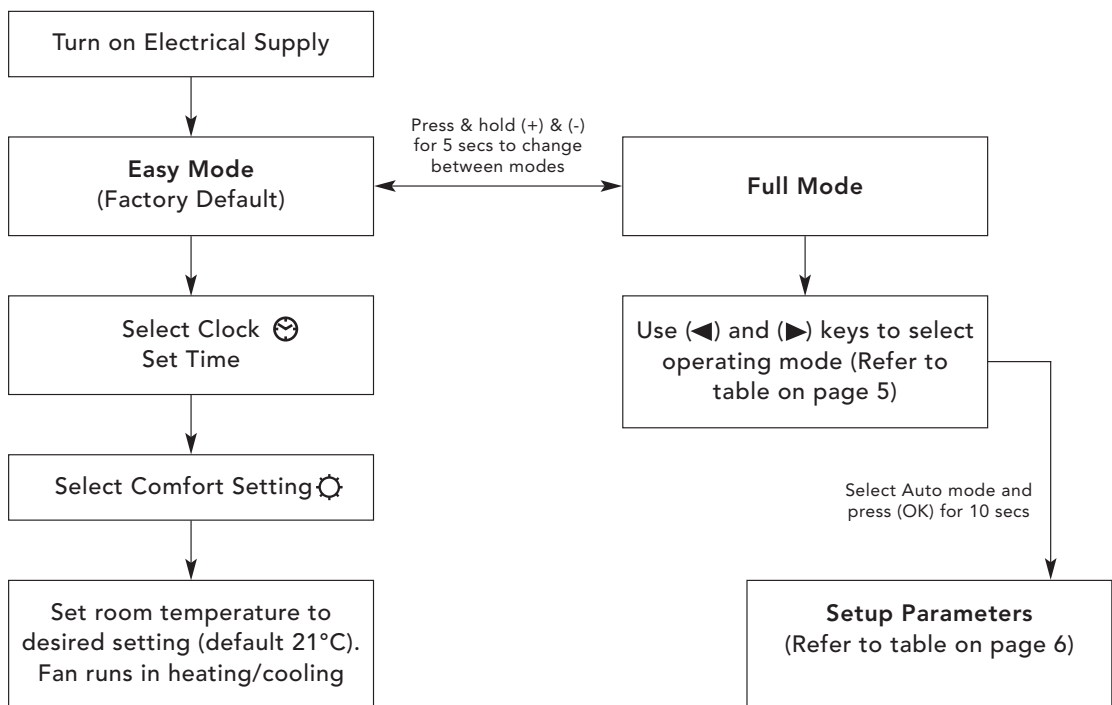 Turn on Electrical Supply
Easy Mode
(Factory Default)
Press & hold (+) & (-)
for 5 secs to change
between modes
Full Mode
Select Clock
Set Time
Use (◀) and (▶) keys to select
operating mode (Refer to
table on page 5)
Select Comfort Setting
Select Auto mode and
press (OK) for 10 secs
Set room temperature to
desired setting (default 21°C).
Fan runs in heating/cooling
Setup Parameters
(Refer to table on page 6)